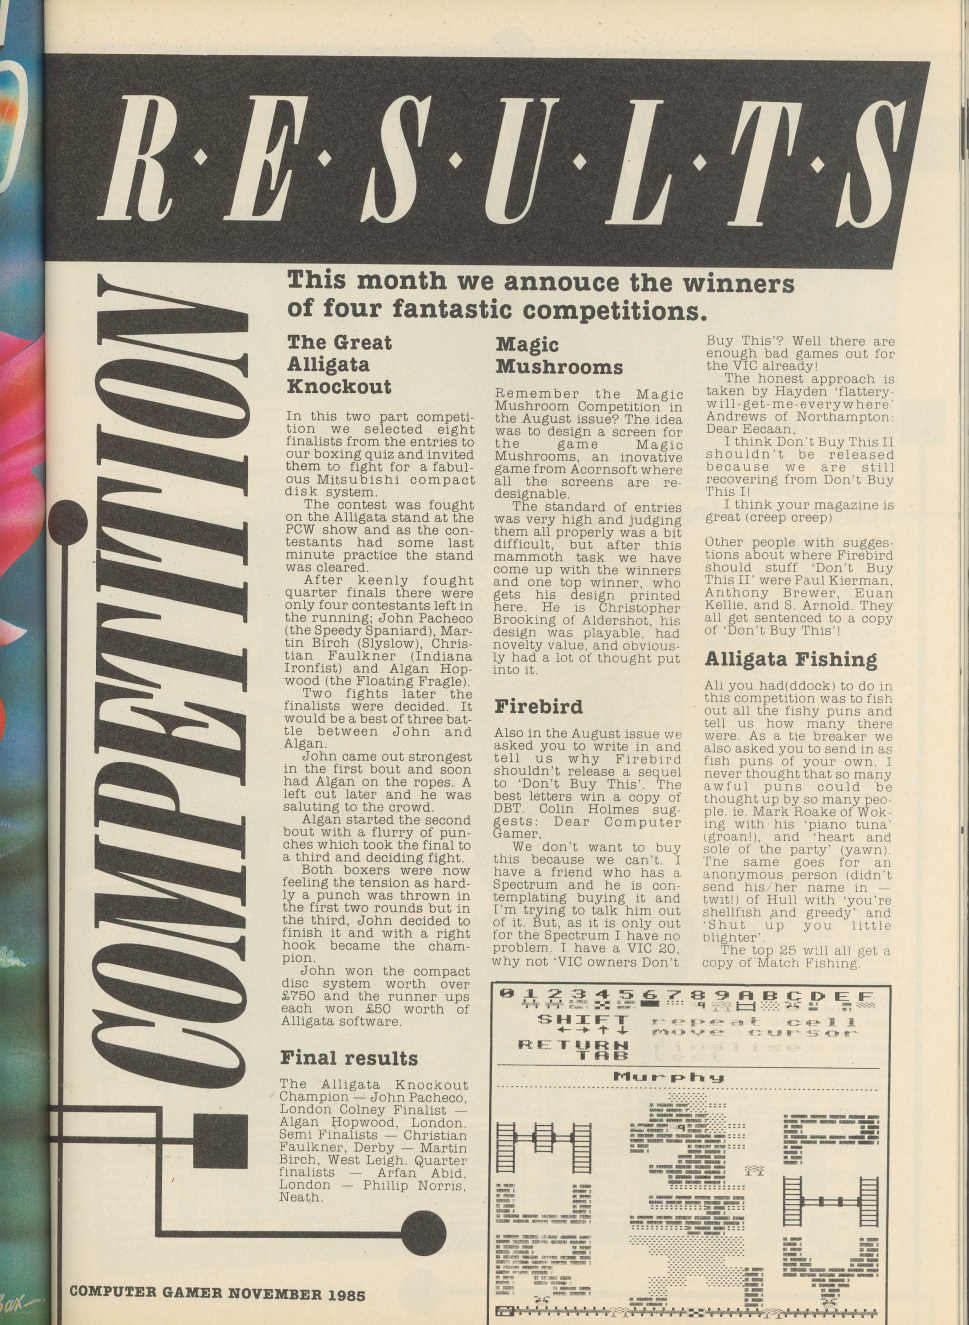 R·E·S·U·L·T·S
COMPETITION
This month we annouce the winners
of four fantastic competitions.
The Great
Alligata
Knockout
In this two part competi-
tion we selected eight
finalists from the entries to
our boxing quiz and invited
them to fight for a fabul-
ous Mitsubishi compact
disk system.
The contest was fought
on the Alligata stand at the
PCW show and as the con-
testants had some last
minute practice the stand
was cleared.
After keenly fought
quarter finals there were
only four contestants left in
the running; John Pacheco
(the Speedy Spaniard), Mar-
tin Birch (Slyslow), Chris-
tian Faulkner (Indiana
Ironfist) and Algan Hop-
wood (the Floating Fragle).
Two fights later the
finalists were decided. It
would be a best of three bat-
tle between John and
Algan.
John came out strongest
in the first bout and soon
had Algan on the ropes. A
left cut later and he was
saluting to the crowd.
Algan started the second
bout with a flurry of pun-
ches which took the final to
a third and deciding fight.
Both boxers were now
feeling the tension as hard-
ly a punch was thrown in
the first two rounds but in
the third, John decided to
finish it and with a right
hook became the cham-
pion.
John won the compact
disc system worth over
£750 and the runner ups
each won £50 worth of
Alligata software.
Final results
The Alligata Knockout
Champion — John Pacheco,
London Colney Finalist —
Algan Hopwood, London.
Semi Finalists — Christian
Faulkner, Derby — Martin
Birch, West Leigh. Quarter
finalists — Arfan Abid,
London — Phillip Norris,
Neath.
Magic
Mushrooms
Remember the Magic
Mushroom Competition in
the August issue? The idea
was to design a screen for
the game Magic
Mushrooms, an inovative
game from Acornsoft where
all the screens are re-
designable.
The standard of entries
was very high and judging
them all properly was a bit
difficult, but after this
mammoth task we have
come up with the winners
and one top winner, who
gets his design printed
here. He is Christopher
Brooking of Aldershot, his
design was playable, had
novelty value, and obvious-
ly had a lot of thought put
into it.
Firebird
Also in the August issue we
asked you to write in and
tell us why Firebird
shouldn't release a sequel
to 'Don't Buy This'. The
best letters win a copy of
DBT. Colin Holmes sug-
gests: Dear Computer
Gamer,
We don't want to buy
this because we can't. I
have a friend who has a
Spectrum and he is con-
templating buying it and
I'm trying to talk him out
of it. But, as it is only out
for the Spectrum I have no
problem. I have a VIC 20,
why not 'VIC owners Don't
Buy This'? Well there are
enough bad games out for
the VIC already!
The honest approach is
taken by Hayden 'flattery-
will-get-me-everywhere'
Andrews of Northampton:
Dear Eecaan,
I think Don't Buy This II
shouldn't be released
because we are still
recovering from Don't Buy
This I!
I think your magazine is
great (creep creep)
Other people with sugges-
tions about where Firebird
should stuff 'Don't Buy
This II' were Paul Kierman,
Anthony Brewer, Euan
Kellie, and S. Arnold. They
all get sentenced to a copy
of 'Don't Buy This'!
Alligata Fishing
All you had(ddock) to do in
this competition was to fish
out all the fishy puns and
tell us how many there
were. As a tie breaker we
also asked you to send in as
fish puns of your own. I
never thought that so many
awful puns could be
thought up by so many peo-
ple. ie. Mark Roake of Wok-
ing with his 'piano tuna'
(groan!), and 'heart and
sole of the party' (yawn).
The same goes for an
anonymous person (didn't
send his/her name in —
twit!) of Hull with 'you're
shellfish and greedy' and
'Shut up you little
blighter'.
The top 25 will all get a
copy of Match Fishing.
0 1 2 3 4 5 6 7 8 9 A B C D E F
SHIFT repeat cell
←→↑↓ move cursor
RETURN finalise
TAB test
Murphy
COMPUTER GAMER NOVEMBER 1985